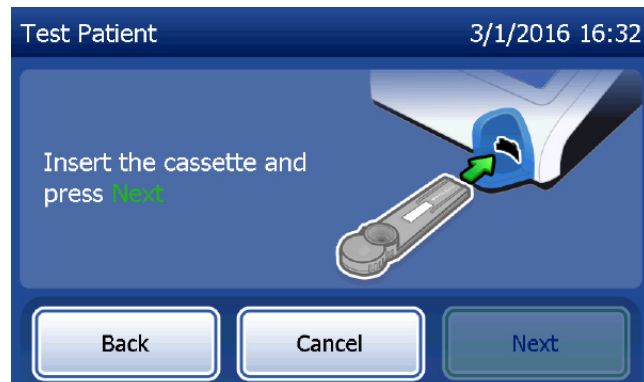 Test Patient 3/1/2016 16:32
Insert the cassette and
press Next
Back Cancel Next